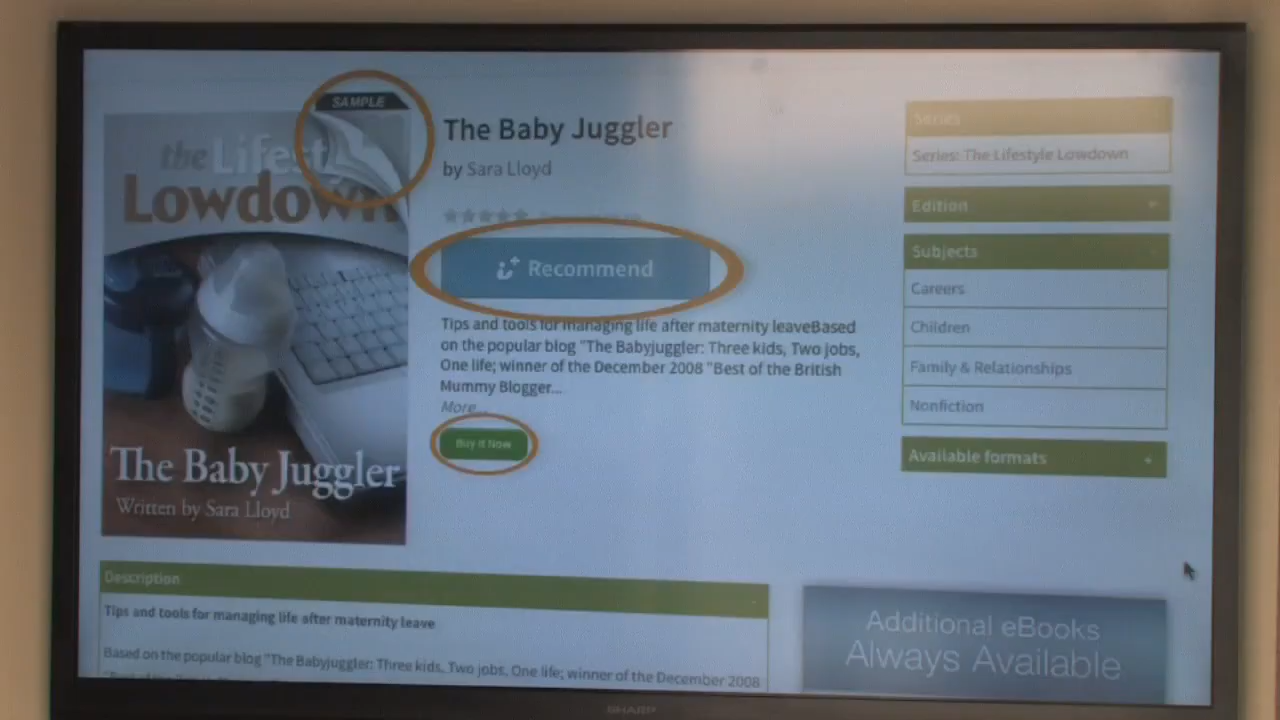 SAMPLE
the Lifest
Lowdown
The Baby Juggler
Written by Sara Lloyd
The Baby Juggler
by Sara Lloyd
Recommend
Tips and tools for managing life after maternity leaveBased
on the popular blog "The Babyjuggler: Three kids, Two jobs,
One life; winner of the December 2008 "Best of the British
Mummy Blogger...
More...
Buy it Now
Series
Series: The Lifestyle Lowdown
Edition
Subjects
Careers
Children
Family & Relationships
Nonfiction
Available formats +
Description
Tips and tools for managing life after maternity leave
Based on the popular blog "The Babyjuggler: Three kids, Two jobs, One life; winner of the December 2008
Additional eBooks
Always Available
SHARP